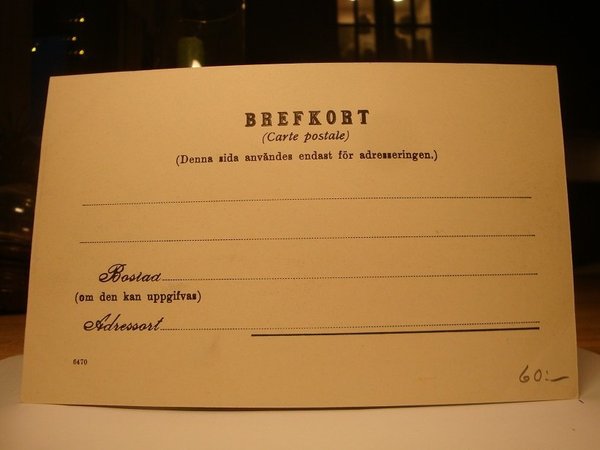 BREFKORT
(Carte postale)
(Denna sida användes endast för adresseringen.)
Bostad
(om den kan uppgifvas)
Adressort
6470
60:-